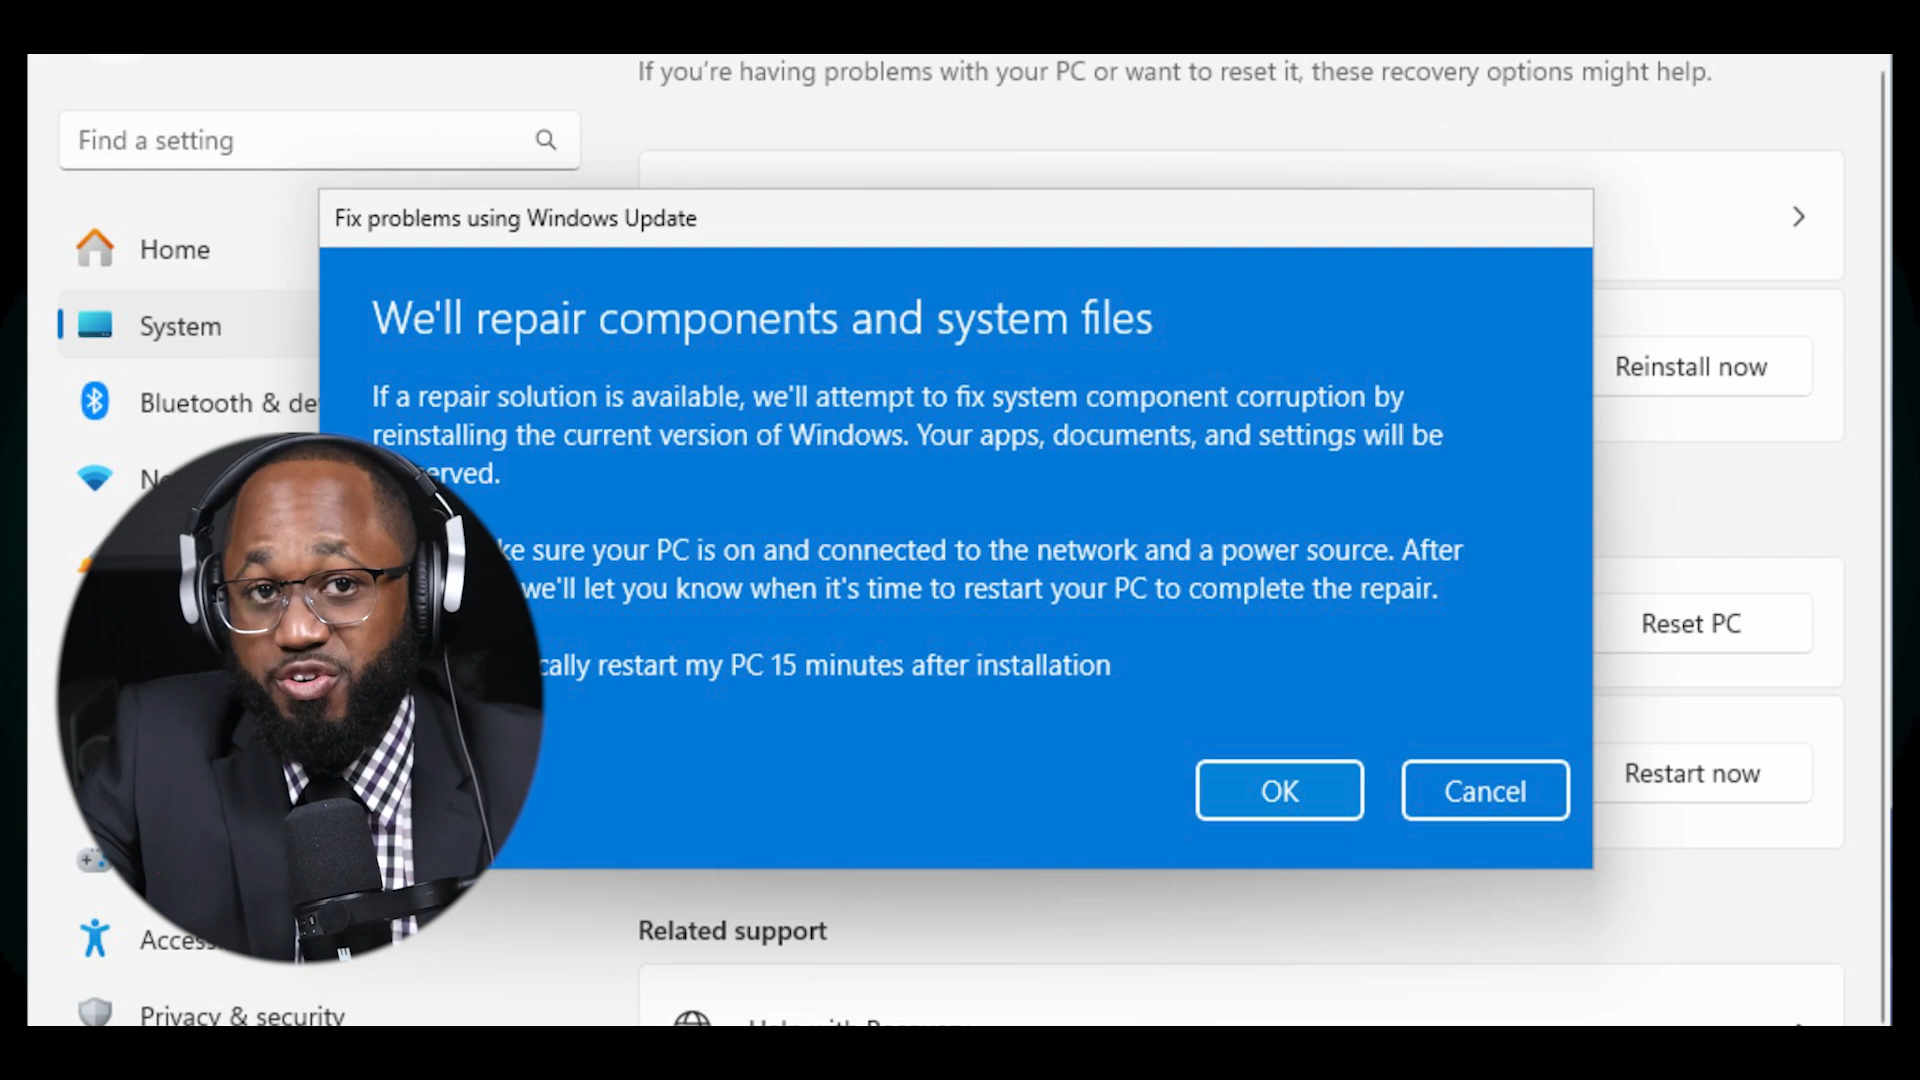 If you're having problems with your PC or want to reset it, these recovery options might help.
Find a setting
Fix problems using Windows Update
Home
We'll repair components and system files
System
Reinstall now
If a repair solution is available, we'll attempt to fix system component corruption by
Bluetooth &
reinstalling the current version of Windows. Your apps, documents, and settings will be
sure your PC is on and connected to the network and a power source. After
we'll let you know when it's time to restart your PC to complete the repair.
Reset PC
restart my PC 15 minutes after installation
Restart now
OK
Cancel
Related support
Privacy & security